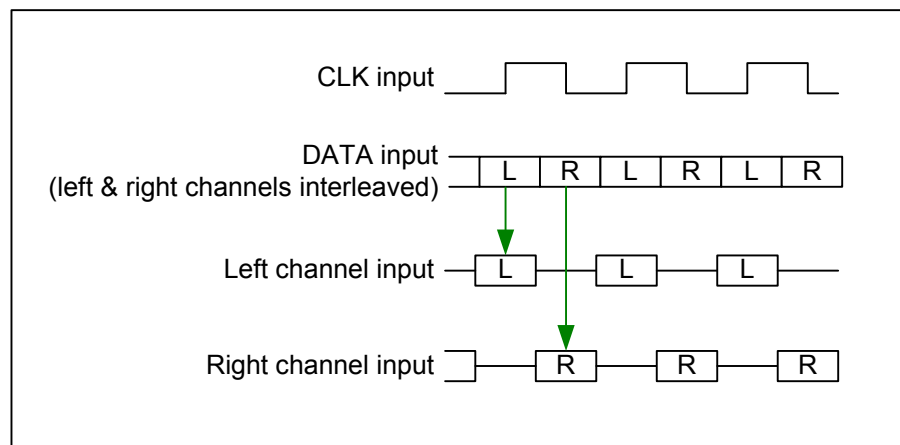 CLK input
DATA input
(left & right channels interleaved)
L R L R L R
Left channel input
L L L
Right channel input
R R R